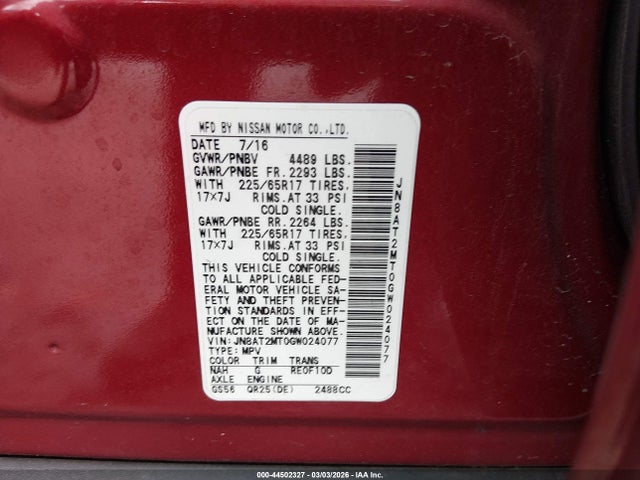 MFD BY NISSAN MOTOR CO.,LTD.
DATE 7/16
GVWR/PNBV 4489 LBS.
GAWR/PNBE FR. 2293 LBS.
WITH 225/65R17 TIRES,
17x7J RIMS.AT 33 PSI
COLD SINGLE.
GAWR/PNBE RR. 2264 LBS.
WITH 225/65R17 TIRES,
17x7J RIMS.AT 33 PSI
COLD SINGLE.
THIS VEHICLE CONFORMS
TO ALL APPLICABLE FED-
ERAL MOTOR VEHICLE SA-
FETY AND THEFT PREVEN-
TION STANDARDS IN EFF-
ECT ON THE DATE OF MA-
NUFACTURE SHOWN ABOVE.
VIN: JN8AT2MT0GW024077
TYPE: MPV
COLOR TRIM TRANS
NAH G RE0F10D
AXLE ENGINE
GS56 QR25(DE) 2488CC
JN8AT2MT0GW024077
000-44502327 - 03/03/2026 - IAA Inc.